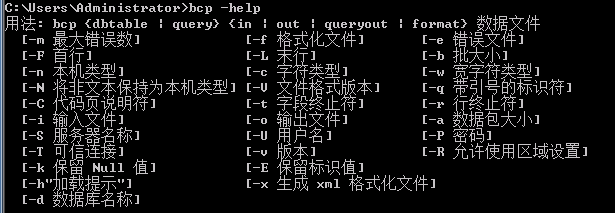 C:\Users\Administrator>bcp -help
用法: bcp {dbtable | query} {in | out | queryout | format} 数据文件
[-m 最大错误数] [-f 格式化文件] [-e 错误文件]
[-F 首行] [-L 末行] [-b 批大小]
[-n 本机类型] [-c 字符类型] [-w 宽字符类型]
[-N 将非文本保持为本机类型] [-V 文件格式版本] [-q 带引号的标识符]
[-C 代码页说明符] [-t 字段终止符] [-r 行终止符]
[-i 输入文件] [-o 输出文件] [-a 数据包大小]
[-S 服务器名称] [-U 用户名] [-P 密码]
[-T 可信连接] [-v 版本] [-R 允许使用区域设置]
[-k 保留 Null 值] [-E 保留标识值]
[-h"加载提示"] [-x 生成 xml 格式化文件]
[-d 数据库名称]